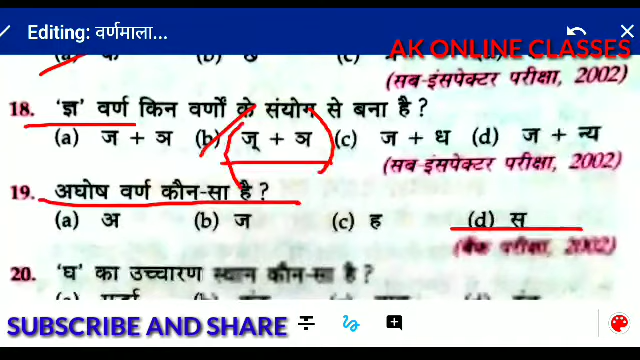 Editing: वर्णमाला...
AK ONLINE CLASSES
(सब-इंसपेक्टर परीक्षा, 2002)
18. 'ज्ञ' वर्ण किन वर्णों के संयोग से बना है ?
(a) ज + ञ (b) ज् + ञ (c) ज + ध (d) ज + न्य
(सब-इंसपेक्टर परीक्षा, 2002)
19. अघोष वर्ण कौन-सा है ?
(a) अ (b) ज (c) ह (d) स
(बैंक परीक्षा, 2002)
20. 'घ' का उच्चारण स्थान कौन-सा है ?
SUBSCRIBE AND SHARE